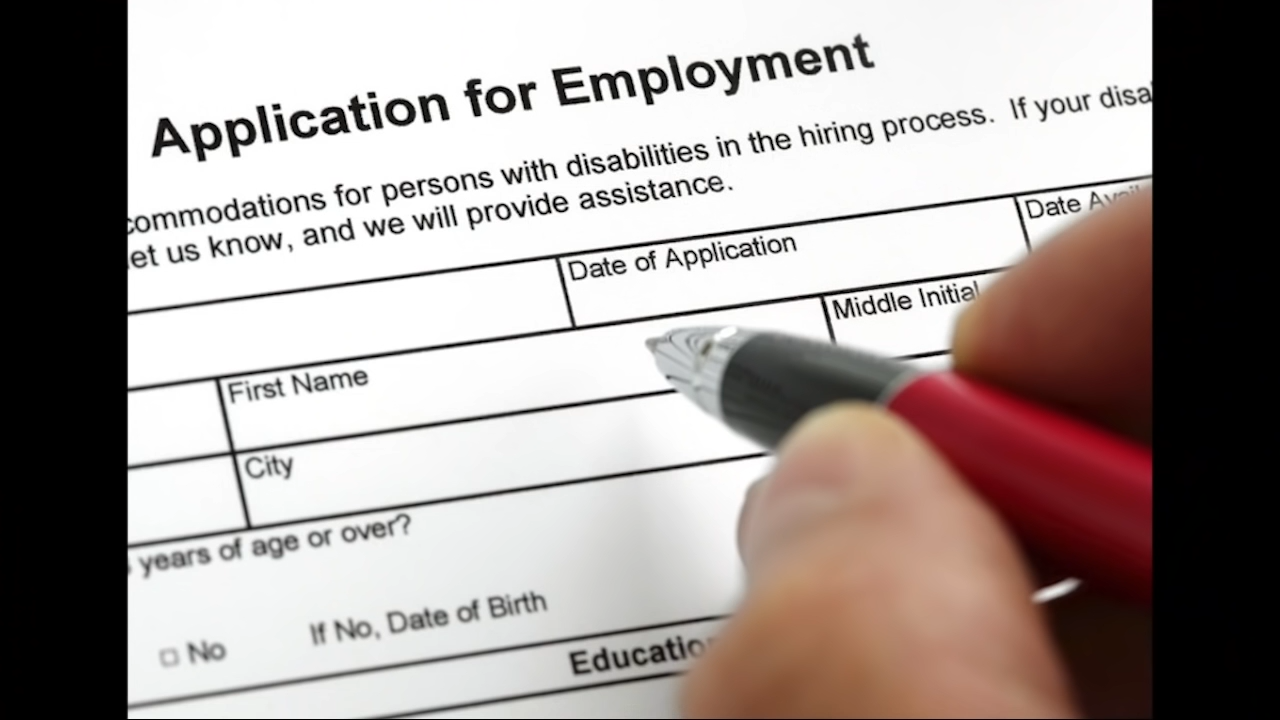 Application for Employment
commodations for persons with disabilities in the hiring process. If your
let us know, and we will provide assistance.
Date of Application
Date
First Name
Middle Initial
City
years of age or over?
□ No
If No, Date of Birth